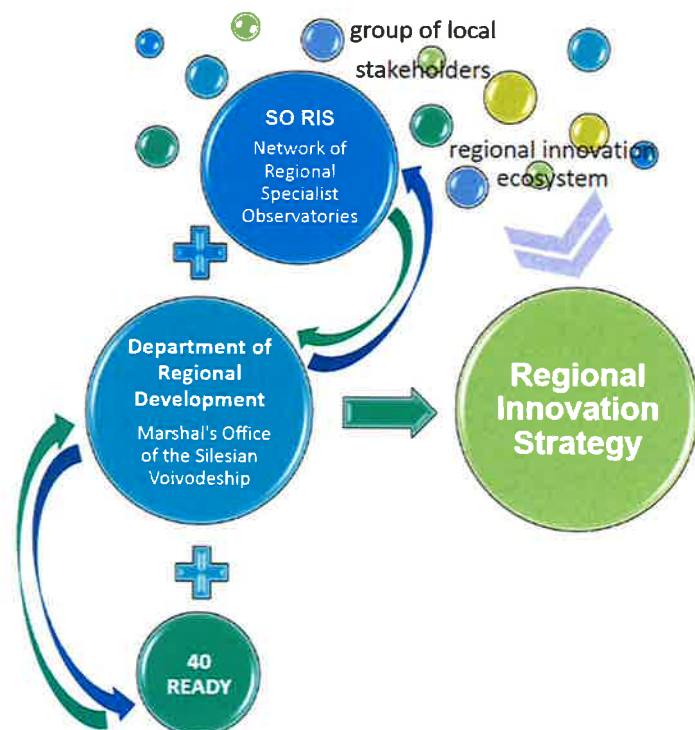 group of local
stakeholders
SO RIS
Network of
Regional
Specialist
Observatories
regional innovation
ecosystem
Department of
Regional
Development
Marshal's Office
of the Silesian
Voivodeship
Regional
Innovation
Strategy
40
READY